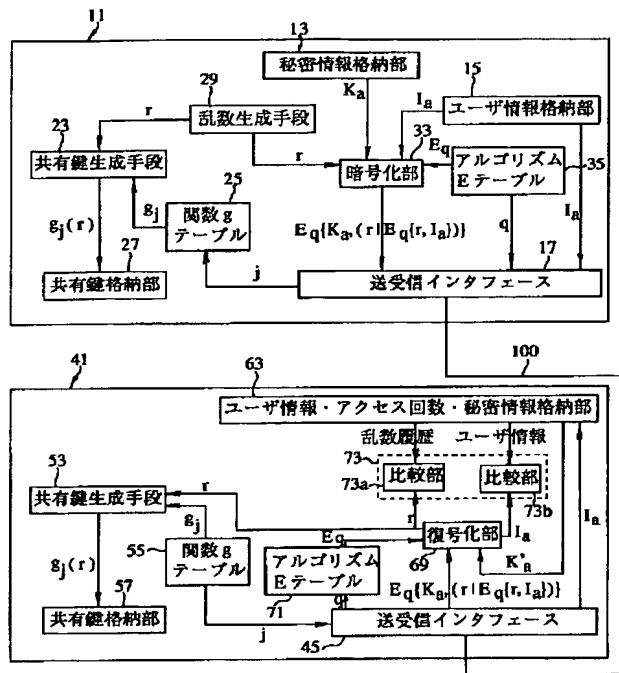 11
13
秘密情報格納部
Ka
Ia
15
ユーザ情報格納部
29
乱数生成手段
r
r
23
共有鍵生成手段
33
暗号化部
Eq
アルゴリズム
Eテーブル
35
gj(r)
gj
25
関数g
テーブル
Eq{Ka,(r|Eq{r,Ia})}
q
Ia
27
共有鍵格納部
j
17
送受信インタフェース
100
41
63
ユーザ情報・アクセス回数・秘密情報格納部
乱数履歴
ユーザ情報
73
73a
比較部
比較部
73b
53
共有鍵生成手段
r
r
gj
Eq
復号化部
69
Ia
Ia
K'a
gj(r)
55
関数g
テーブル
アルゴリズム
Eテーブル
71
q
Eq{Ka,(r|Eq{r,Ia})}
57
共有鍵格納部
j
送受信インタフェース
45